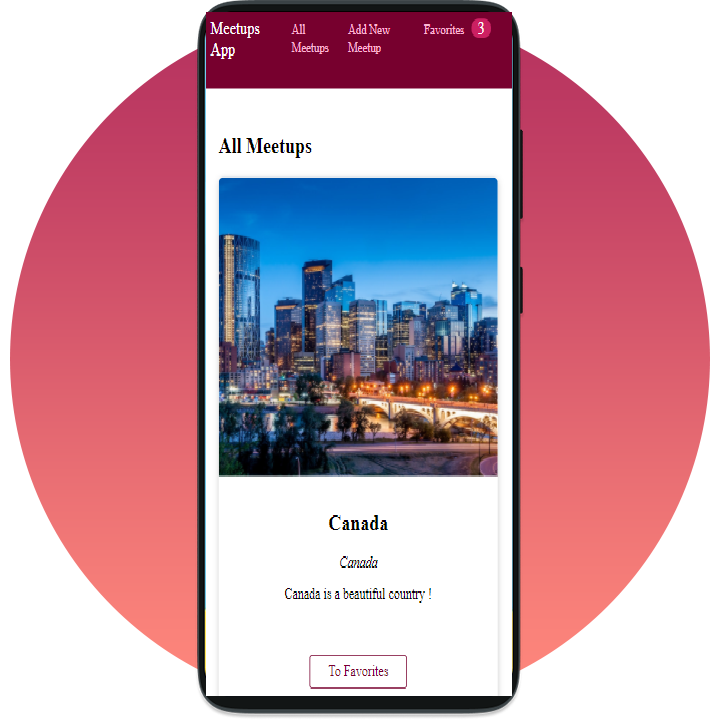 Meetups
App
All
Meetups
Add New
Meetup
Favorites 3
All Meetups
Canada
Canada
Canada is a beautiful country !
To Favorites